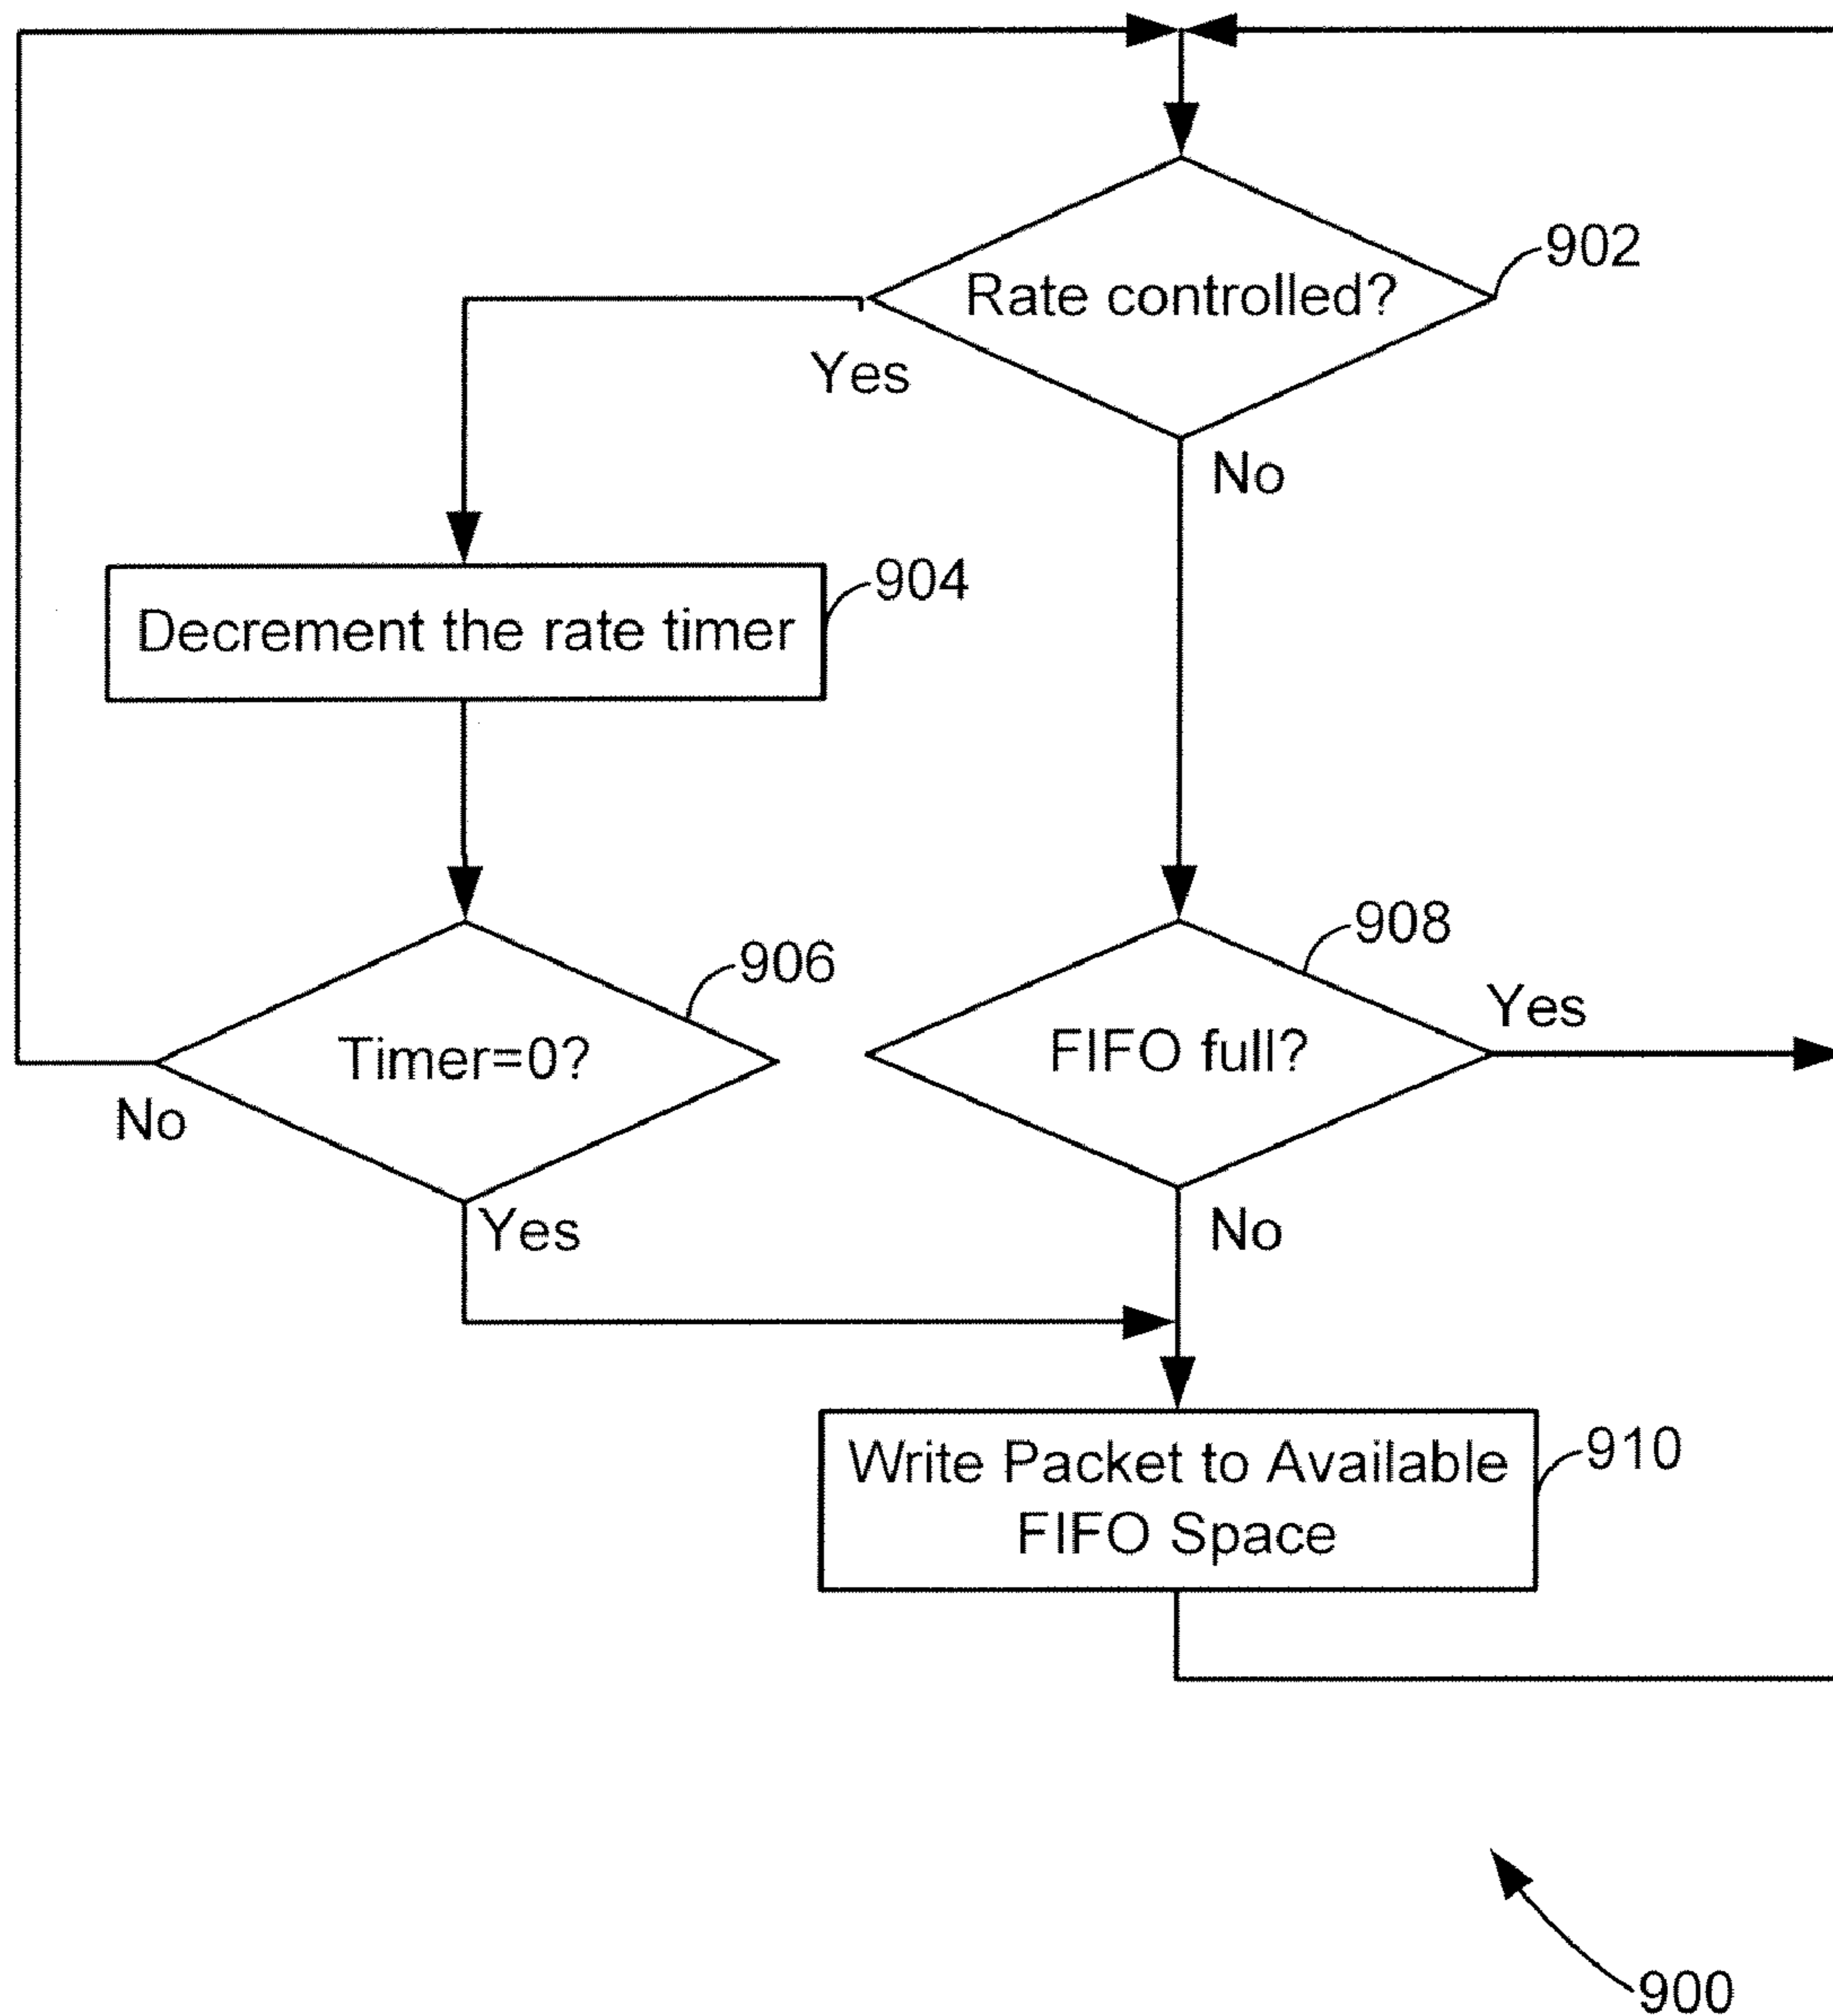 902
Rate controlled?
Yes
No
904
Decrement the rate timer
908
906
Yes
Timer=0?
FIFO full?
No
Yes
No
910
Write Packet to Available
FIFO Space
900